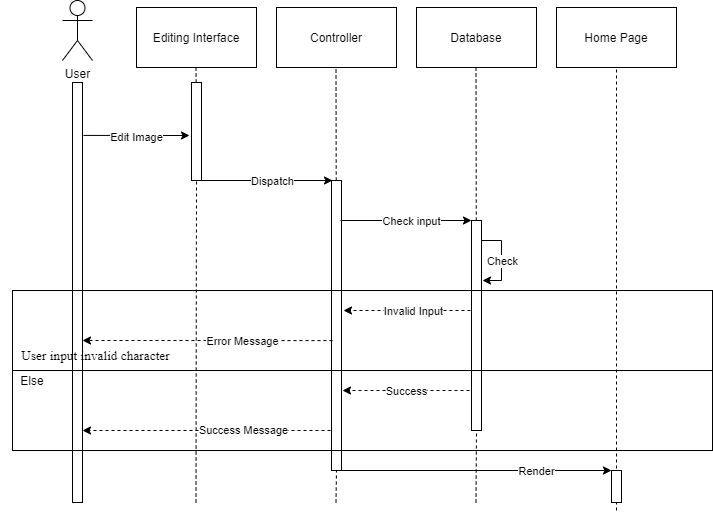 Editing Interface
Controller
Database
Home Page
User
Edit Image
Dispatch
Check input
Check
Invalid Input
Error Message
User input invalid character
Else
Success
Success Message
Render